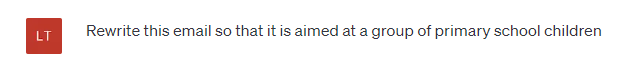 LT
Rewrite this email so that it is aimed at a group of primary school children